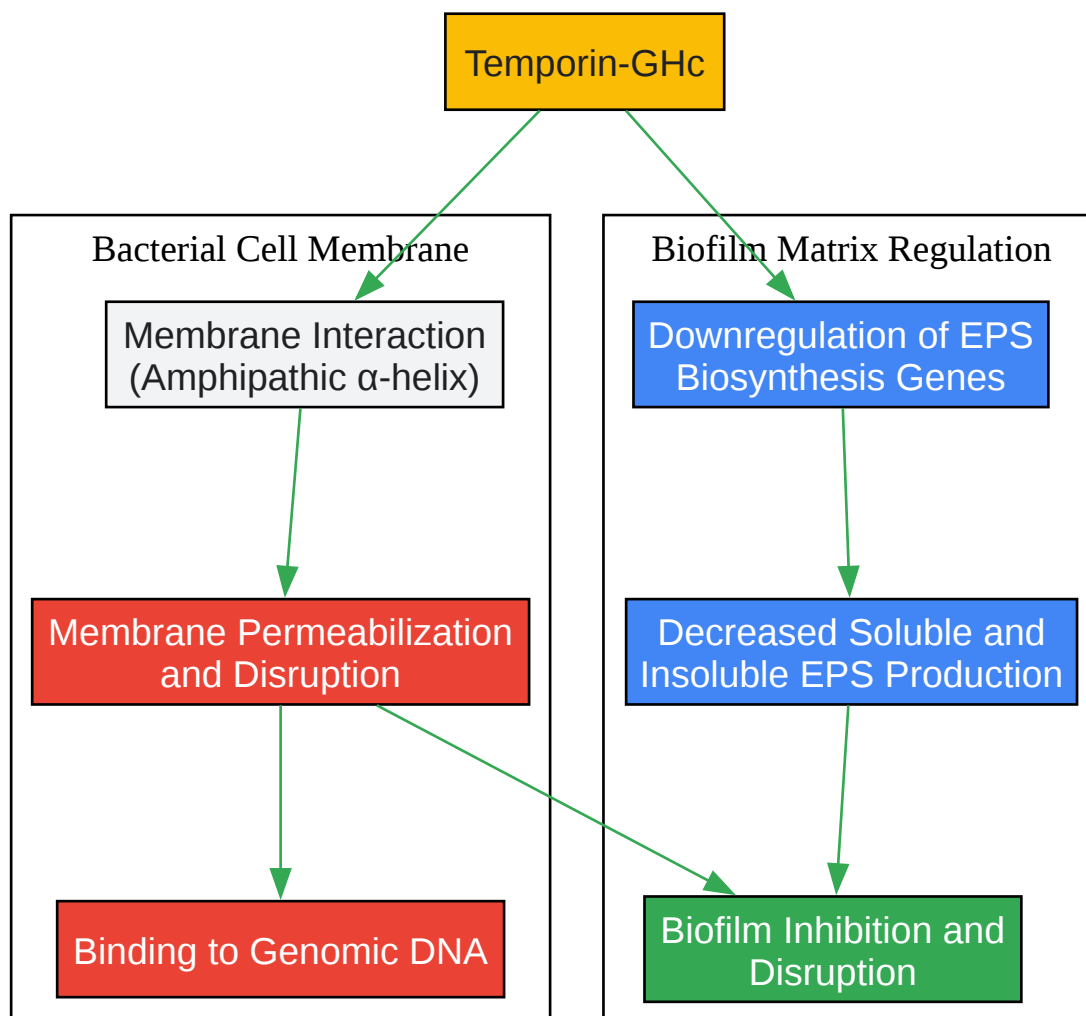 Temporin-GHc
Bacterial Cell Membrane
Membrane Interaction
(Amphipathic α-helix)
Membrane Permeabilization
and Disruption
Binding to Genomic DNA
Biofilm Matrix Regulation
Downregulation of EPS
Biosynthesis Genes
Decreased Soluble and
Insoluble EPS Production
Biofilm Inhibition and
Disruption